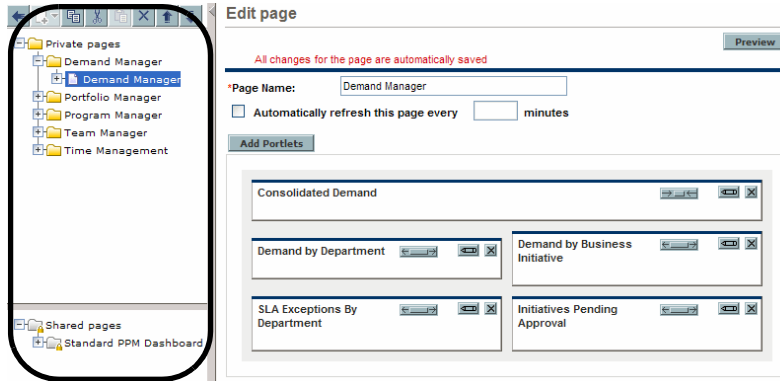 Edit page
Preview
All changes for the page are automatically saved
*Page Name: Demand Manager
Automatically refresh this page every minutes
Add Portlets
Private pages
Demand Manager
Demand Manager
Portfolio Manager
Program Manager
Team Manager
Time Management
Shared pages
Standard PPM Dashboard
Consolidated Demand
Demand by Department
Demand by Business
Initiative
SLA Exceptions By
Department
Initiatives Pending
Approval